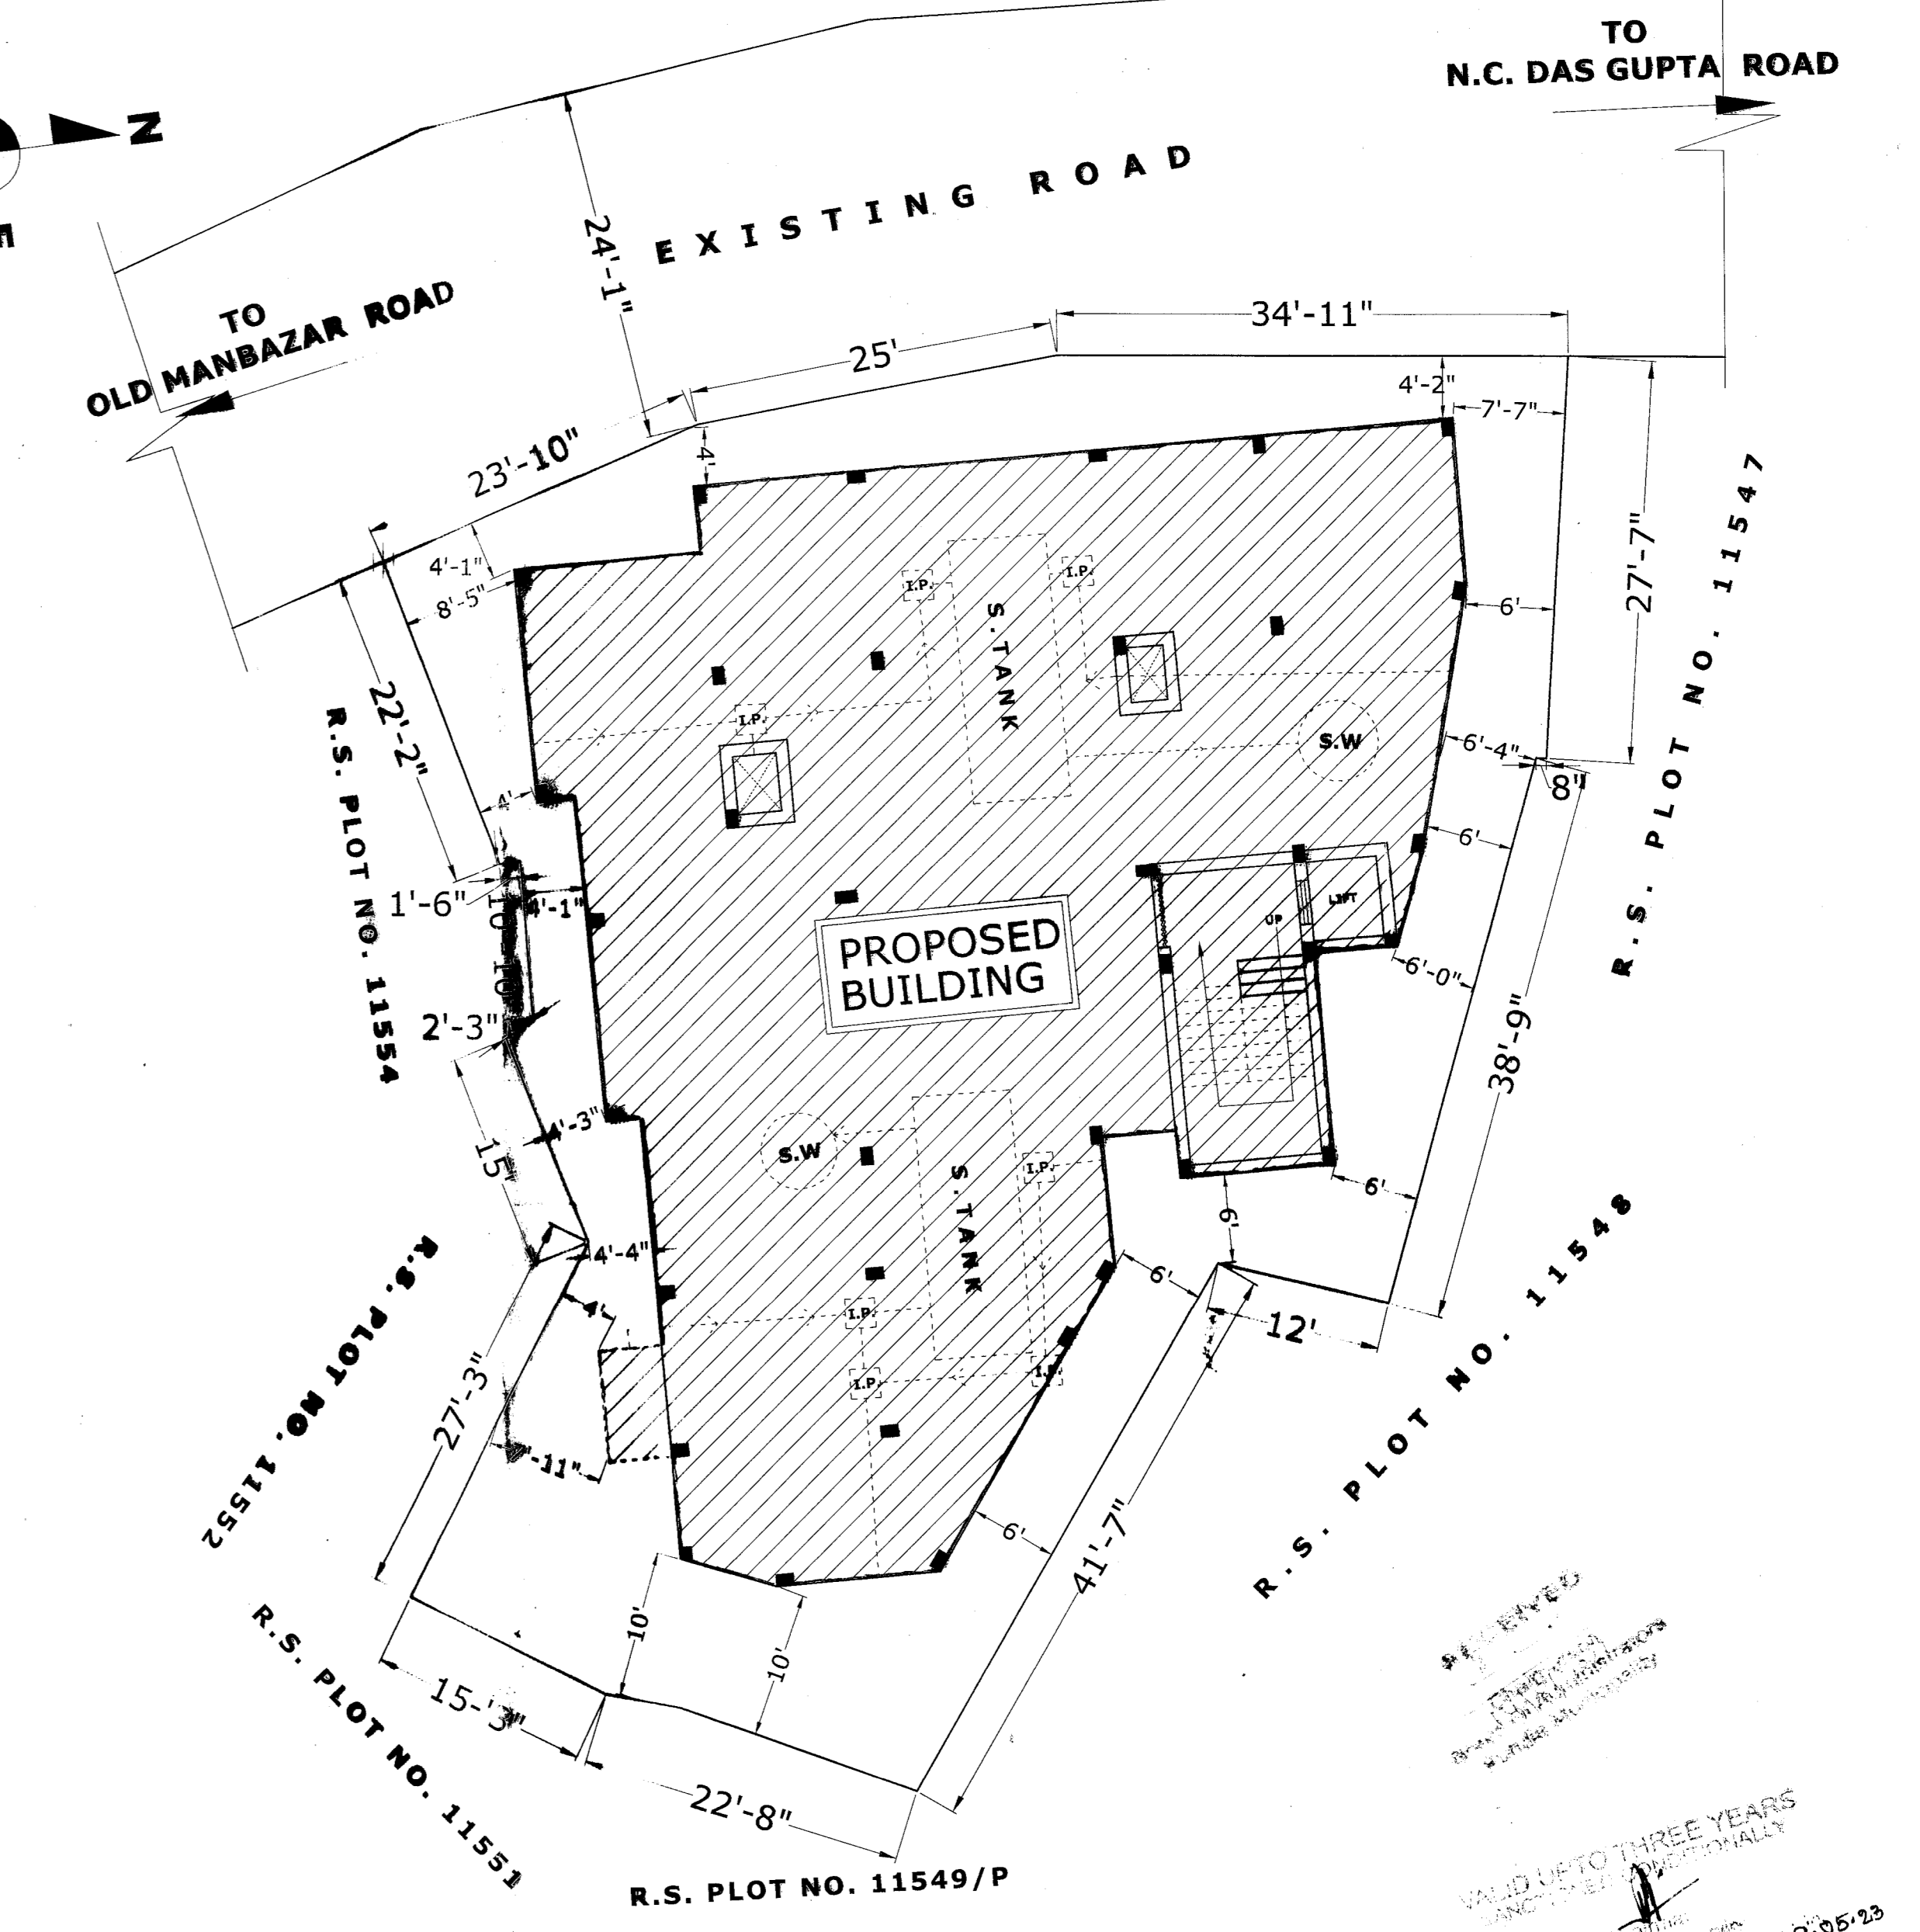 TO
N.C. DAS GUPTA ROAD
N
EXISTING ROAD
24'-1"
TO
OLD MANBAZAR ROAD
34'-11"
25'
4'-2"
7'-7"
23'-10"
4'
4'-1"
8'-5"
27'-7"
R.S. PLOT NO. 11547
6'
I.P.
I.P.
S.TANK
22'-2"
R.S. PLOT NO. 11554
I.P.
S.W
6'-4"
8"
4'
6'
1'-6"
4'-1"
10'-10"
LIFT
UP
PROPOSED
BUILDING
6'-0"
2'-3"
38'-9"
4'-3"
15'
S.W
S.TANK
I.P.
6'
6'
4'-4"
6'
4'
12'
R.S. PLOT NO. 11548
I.P.
I.P.
27'-3"
R.S. PLOT NO. 11552
6'
41'-7"
10'
10'
15-'3"
R.S. PLOT NO. 11551
22'-8"
R.S. PLOT NO. 11549/P
VALID UPTO THREE YEARS